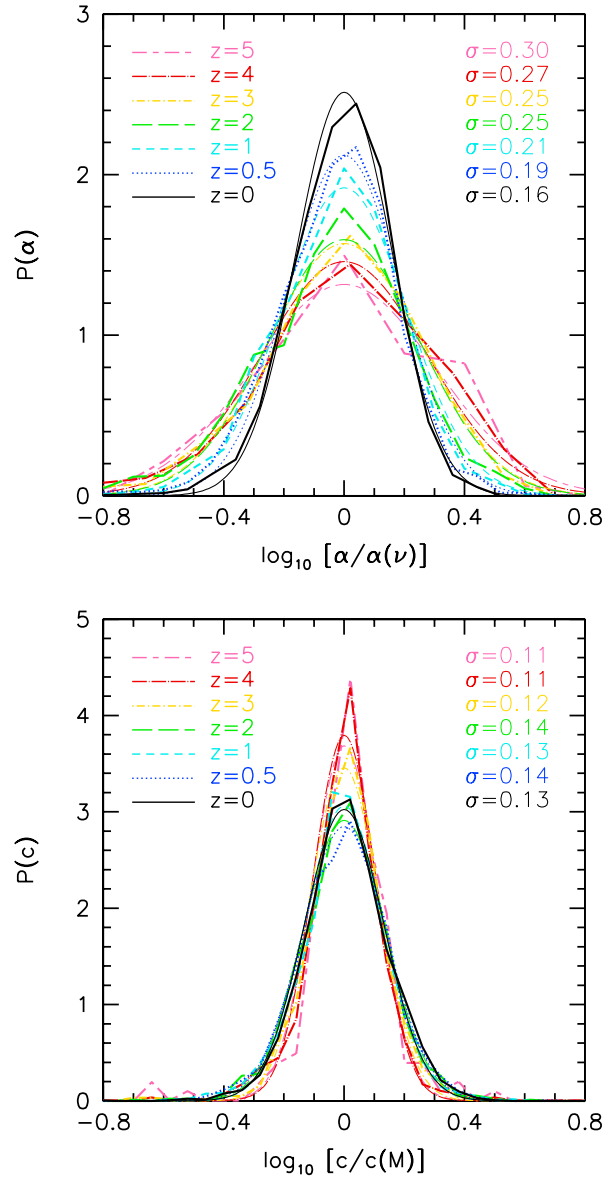 3
z=5 σ=0.30
z=4 σ=0.27
z=3 σ=0.25
z=2 σ=0.25
2
z=1 σ=0.21
z=0.5 σ=0.19
z=0 σ=0.16
P(α)
1
0
−0.8 −0.4 0 0.4 0.8
log₁₀ [α/α(ν)]
5
z=5 σ=0.11
z=4 σ=0.11
4
z=3 σ=0.12
z=2 σ=0.14
z=1 σ=0.13
z=0.5 σ=0.14
3
z=0 σ=0.13
P(c)
2
1
0
−0.8 −0.4 0 0.4 0.8
log₁₀ [c/c(M)]